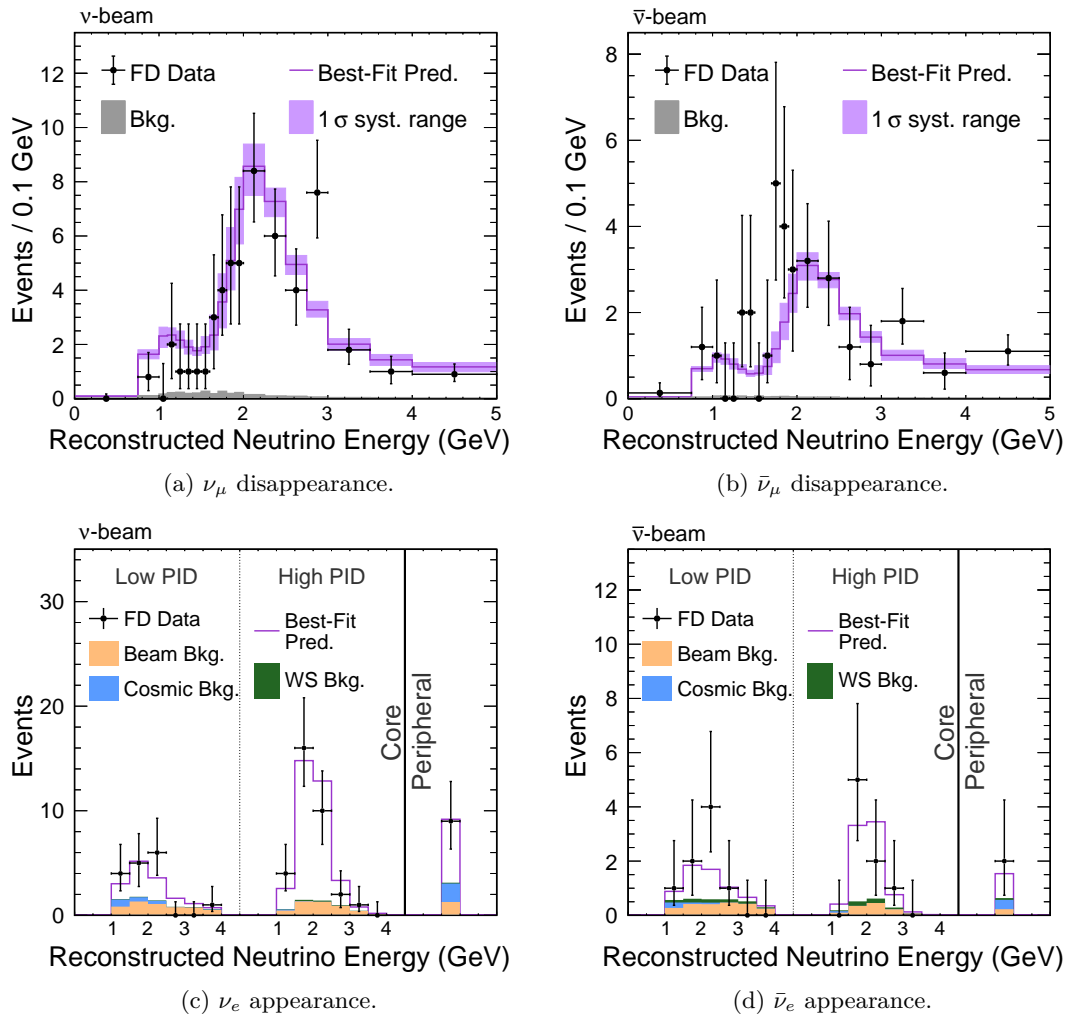 ν-beam
FD Data
Best-Fit Pred.
Bkg.
1 σ syst. range
12
10
8
6
4
2
0
Events / 0.1 GeV
1 2 3 4 5
Reconstructed Neutrino Energy (GeV)
(a) νμ disappearance.
ν̄-beam
FD Data
Best-Fit Pred.
Bkg.
1 σ syst. range
8
6
4
2
0
Events / 0.1 GeV
0 1 2 3 4 5
Reconstructed Neutrino Energy (GeV)
(b) ν̄μ disappearance.
ν-beam
Low PID
High PID
FD Data
Beam Bkg.
Cosmic Bkg.
Best-Fit
Pred.
WS Bkg.
Core
Peripheral
30
20
10
0
Events
1 2 3 4 1 2 3 4
Reconstructed Neutrino Energy (GeV)
(c) νe appearance.
ν̄-beam
Low PID
High PID
FD Data
Beam Bkg.
Cosmic Bkg.
Best-Fit
Pred.
WS Bkg.
Core
Peripheral
12
10
8
6
4
2
0
Events
1 2 3 4 1 2 3 4
Reconstructed Neutrino Energy (GeV)
(d) ν̄e appearance.